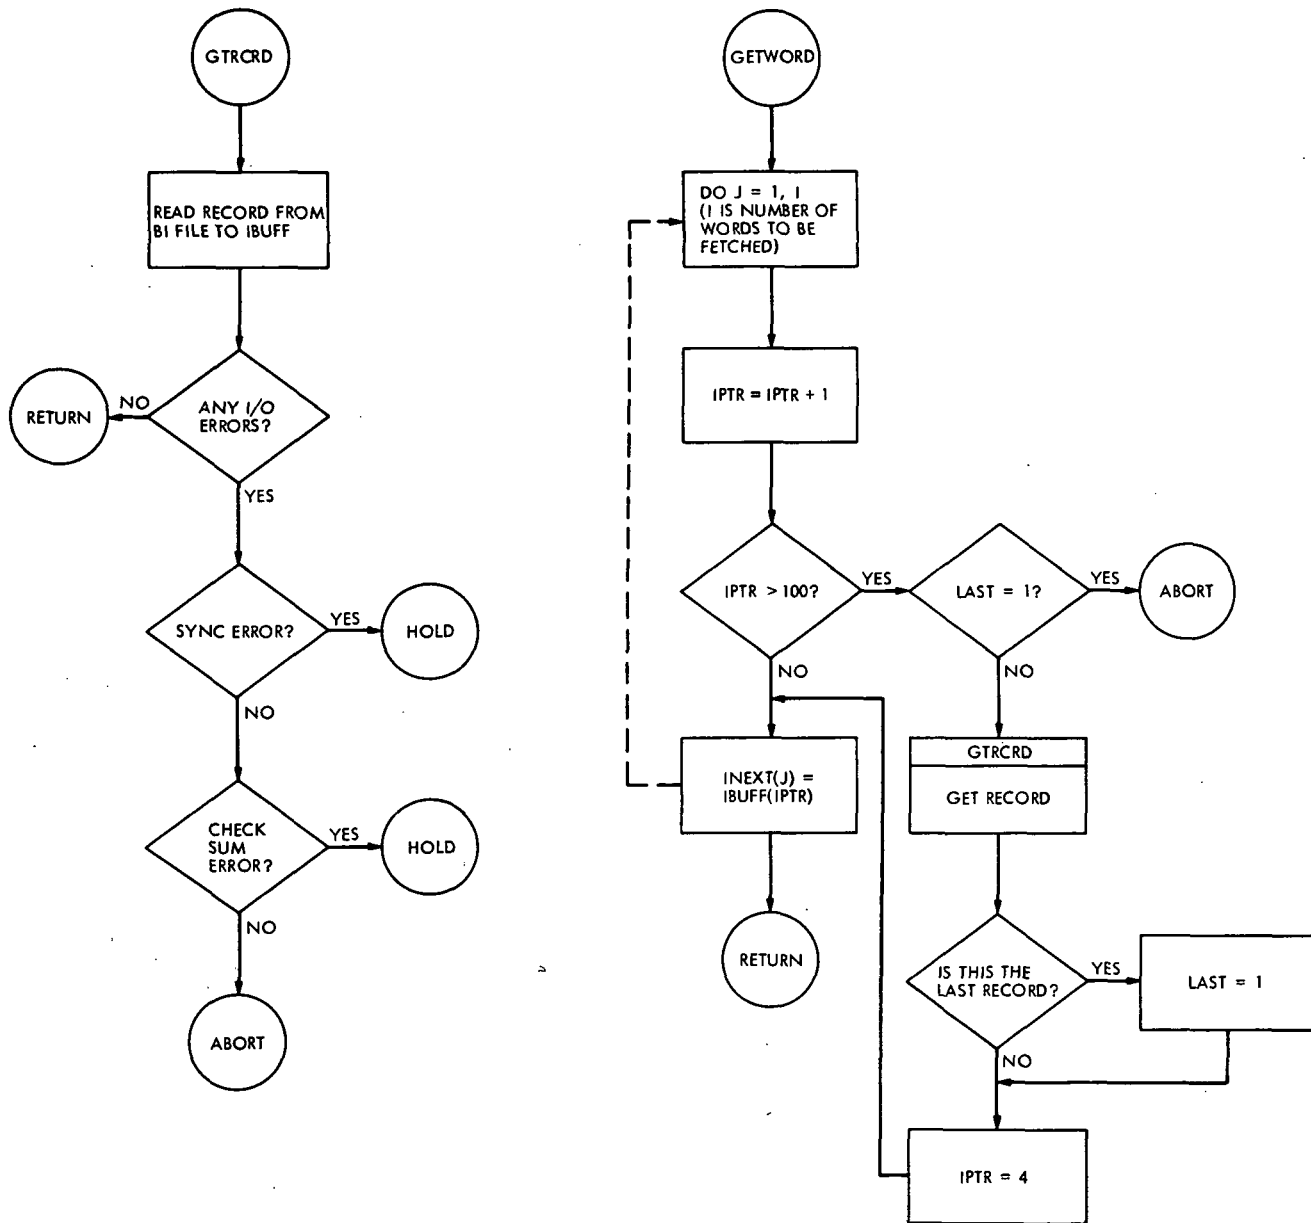 GTRCRD
READ RECORD FROM
BI FILE TO IBUFF
ANY I/O
ERRORS?
NO
RETURN
YES
SYNC ERROR?
YES
HOLD
NO
CHECK
SUM
ERROR?
YES
HOLD
NO
ABORT
GETWORD
DO J = 1, I
(I IS NUMBER OF
WORDS TO BE
FETCHED)
IPTR = IPTR + 1
IPTR > 100?
YES
LAST = 1?
YES
ABORT
NO
NO
INEXT(J) =
IBUFF(IPTR)
RETURN
GTRCRD
GET RECORD
IS THIS THE
LAST RECORD?
YES
LAST = 1
NO
IPTR = 4